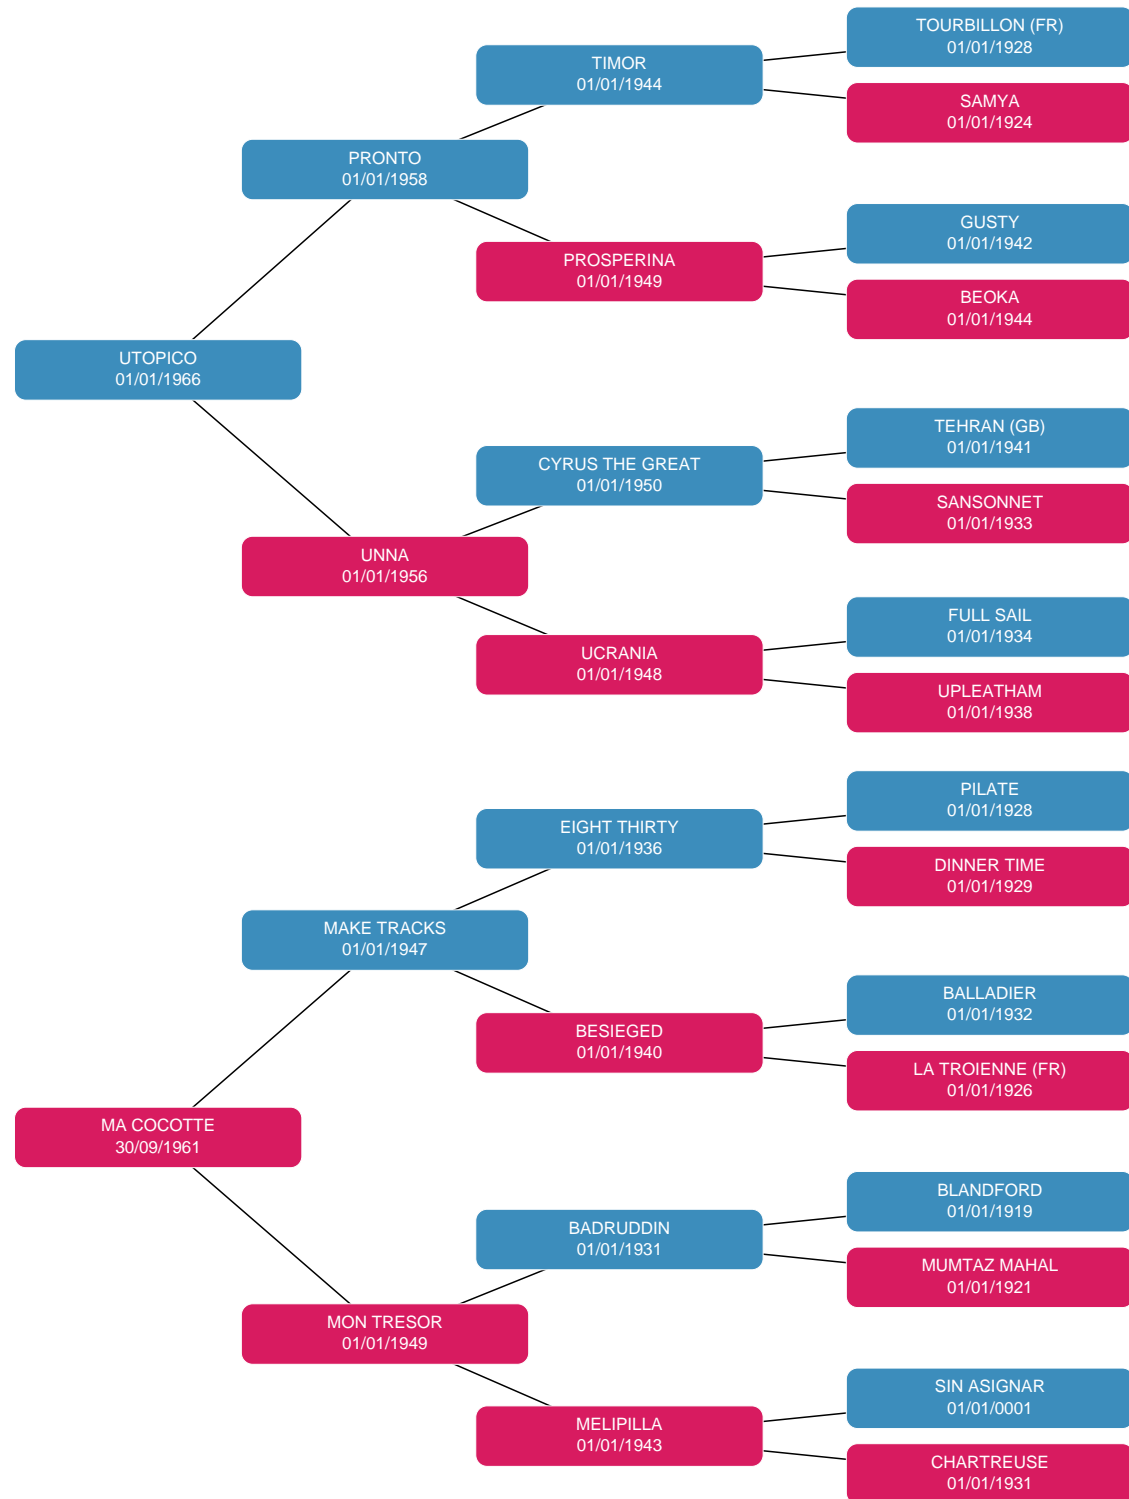 TOURBILLON (FR)
01/01/1928
TIMOR
01/01/1944
SAMYA
01/01/1924
PRONTO
01/01/1958
GUSTY
01/01/1942
PROSPERINA
01/01/1949
BEOKA
01/01/1944
UTOPICO
01/01/1966
TEHRAN (GB)
01/01/1941
CYRUS THE GREAT
01/01/1950
SANSONNET
01/01/1933
UNNA
01/01/1956
FULL SAIL
01/01/1934
UCRANIA
01/01/1948
UPLEATHAM
01/01/1938
PILATE
01/01/1928
EIGHT THIRTY
01/01/1936
DINNER TIME
01/01/1929
MAKE TRACKS
01/01/1947
BALLADIER
01/01/1932
BESIEGED
01/01/1940
LA TROIENNE (FR)
01/01/1926
MA COCOTTE
30/09/1961
BLANDFORD
01/01/1919
BADRUDDIN
01/01/1931
MUMTAZ MAHAL
01/01/1921
MON TRESOR
01/01/1949
SIN ASIGNAR
01/01/0001
MELIPILLA
01/01/1943
CHARTREUSE
01/01/1931